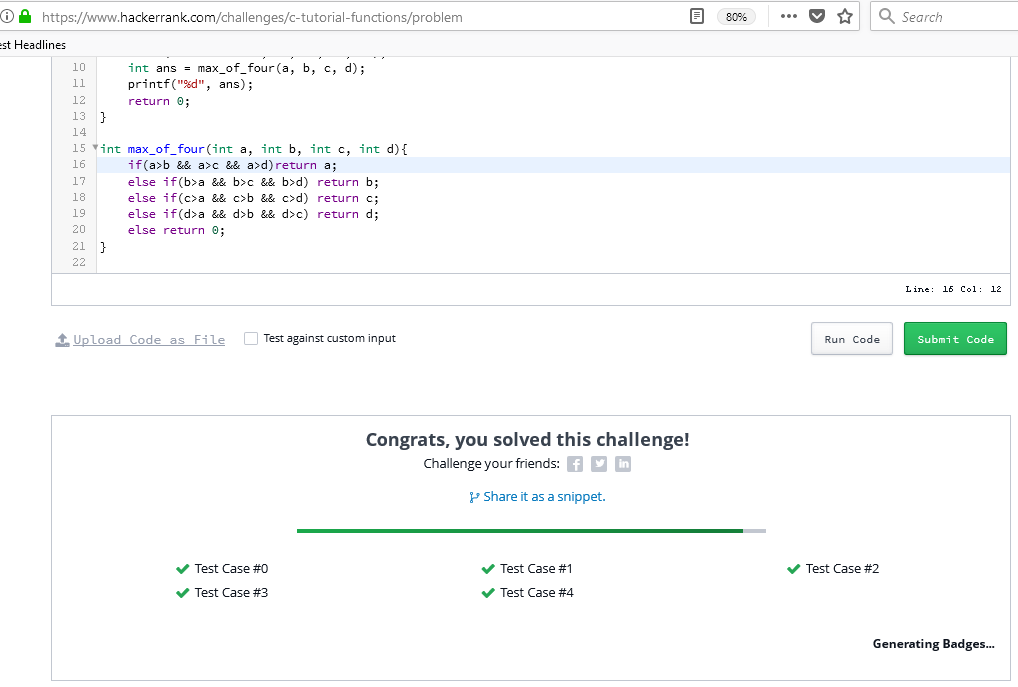 https://www.hackerrank.com/challenges/c-tutorial-functions/problem 80% Search
est Headlines
10 int ans = max_of_four(a, b, c, d);
11 printf("%d", ans);
12 return 0;
13 }
14
15 int max_of_four(int a, int b, int c, int d){
16 if(a>b && a>c && a>d)return a;
17 else if(b>a && b>c && b>d) return b;
18 else if(c>a && c>b && c>d) return c;
19 else if(d>a && d>b && d>c) return d;
20 else return 0;
21 }
22
Line: 16 Col: 12
Upload Code as File Test against custom input Run Code Submit Code
Congrats, you solved this challenge!
Challenge your friends:
Share it as a snippet.
Test Case #0 Test Case #1 Test Case #2
Test Case #3 Test Case #4
Generating Badges...